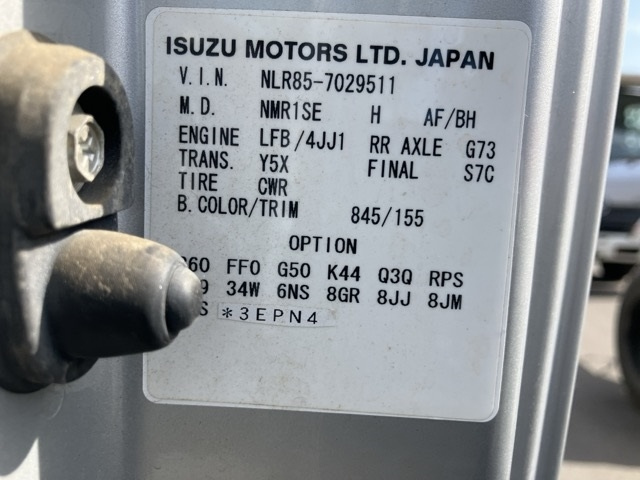 ISUZU MOTORS LTD. JAPAN
V.I.N. NLR85-7029511
M.D. NMR1SE H AF/BH
ENGINE LFB/4JJ1 RR AXLE G73
TRANS. Y5X FINAL S7C
TIRE CWR
B.COLOR/TRIM 845/155
OPTION
FF0 G50 K44 Q3Q RPS
34W 6NS 8GR 8JJ 8JM
*3EPN4